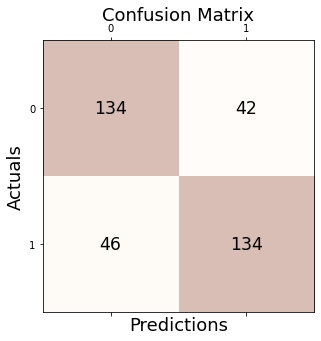 Confusion Matrix
0 1
0 134 42
Actuals
1 46 134
Predictions